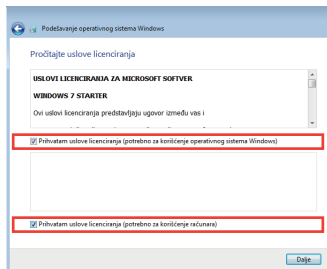 Podešavanje operativnog sistema Windows
Pročitajte uslove licenciranja
USLOVI LICENCIRANJA ZA MICROSOFT SOFTVER
WINDOWS 7 STARTER
Ovi uslovi licenciranja predstavljaju ugovor između vas i
Prihvatam uslove licenciranja (potrebno za korišćenje operativnog sistema Windows)
Prihvatam uslove licenciranja (potrebno za korišćenje računara)
Dalje